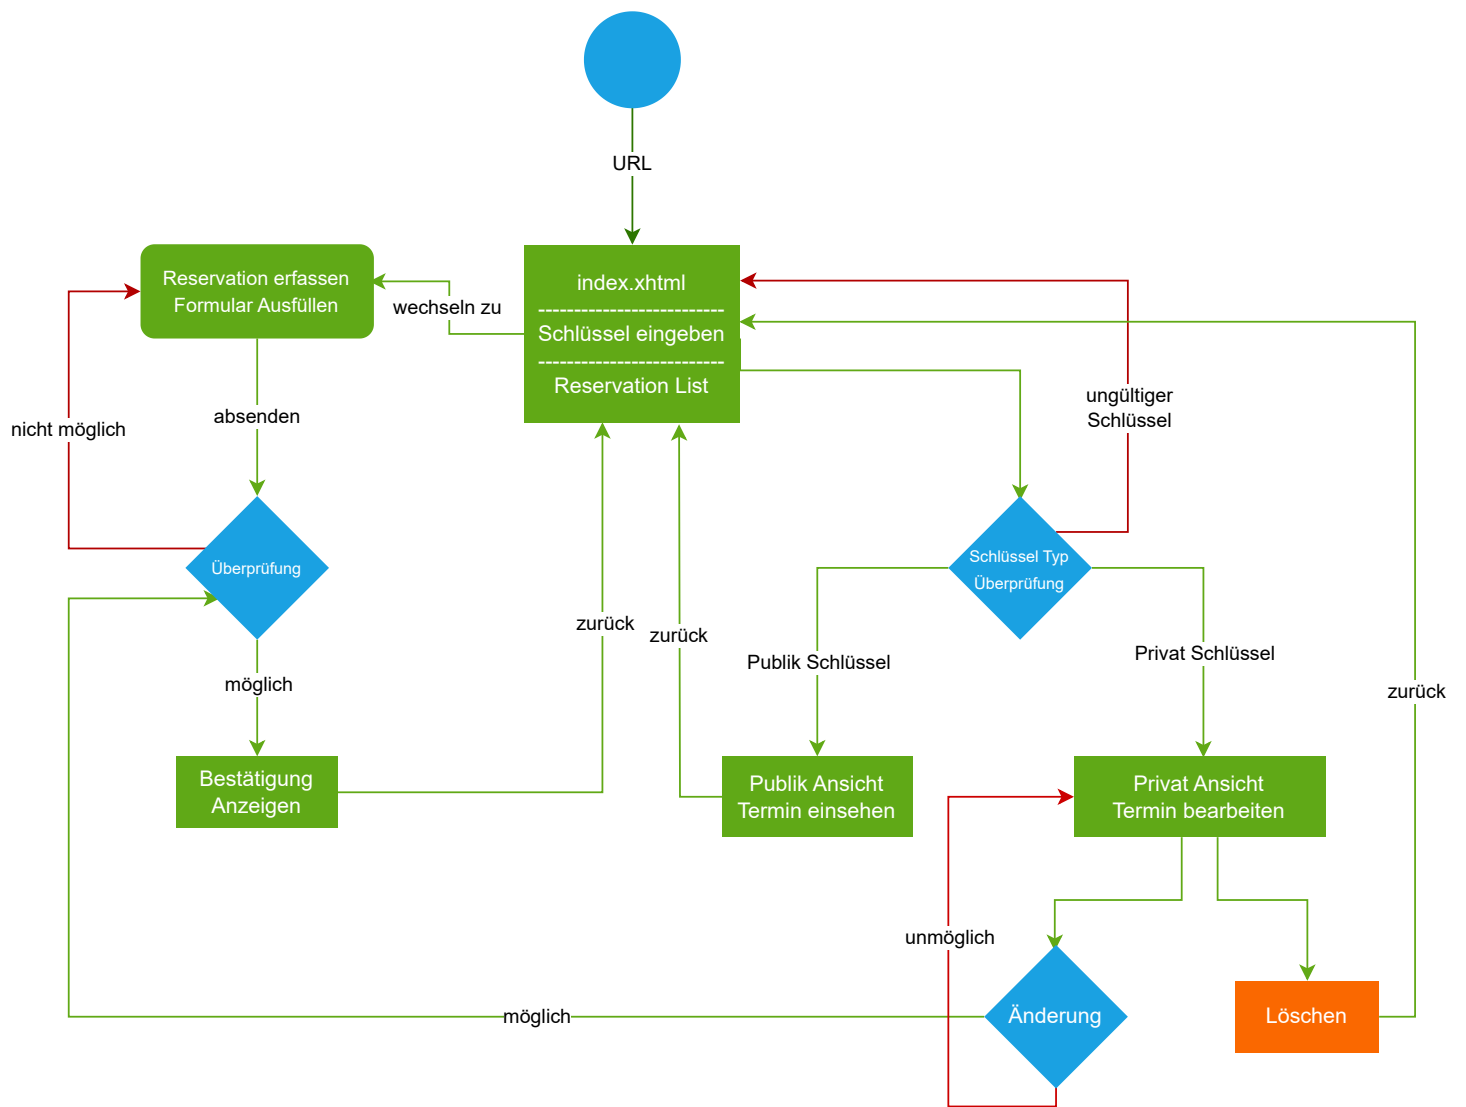 URL
Reservation erfassen
Formular Ausfüllen
wechseln zu
index.xhtml
--------------------------
Schlüssel eingeben
--------------------------
Reservation List
ungültiger
Schlüssel
absenden
nicht möglich
Überprüfung
Schlüssel Typ
Überprüfung
zurück
zurück
Publik Schlüssel
Privat Schlüssel
möglich
zurück
Bestätigung
Anzeigen
Publik Ansicht
Termin einsehen
Privat Ansicht
Termin bearbeiten
unmöglich
möglich
Änderung
Löschen